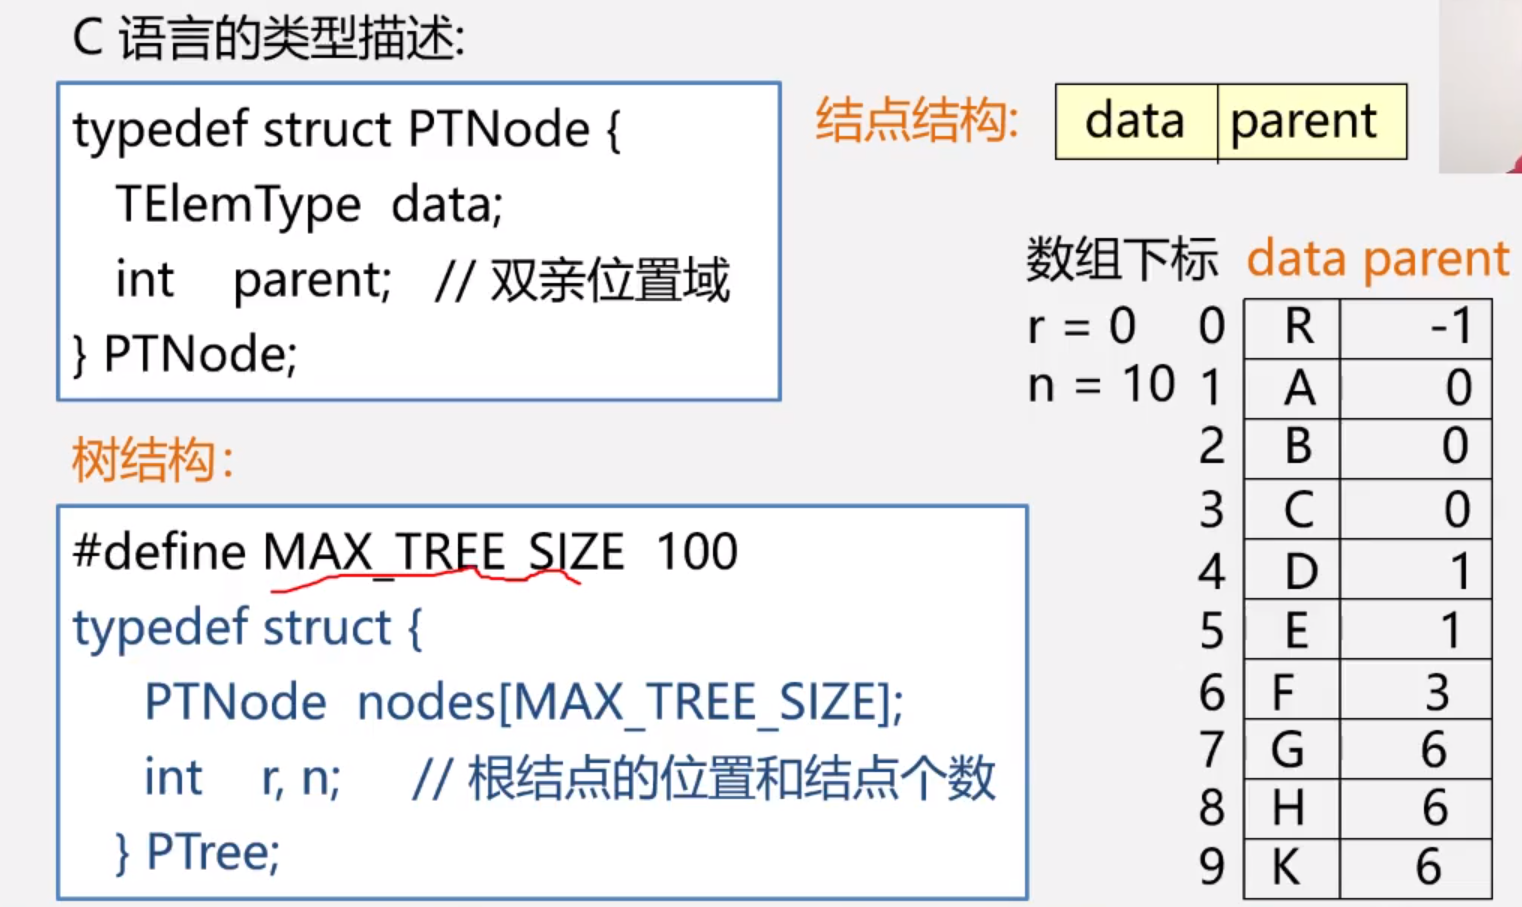 C 语言的类型描述:
typedef struct PTNode {
TElemType data;
int parent; // 双亲位置域
} PTNode;
结点结构: data parent
树结构：
#define MAX_TREE_SIZE 100
typedef struct {
PTNode nodes[MAX_TREE_SIZE];
int r, n; // 根结点的位置和结点个数
} PTree;
数组下标 data parent
r = 0 0 R -1
n = 10 1 A 0
2 B 0
3 C 0
4 D 1
5 E 1
6 F 3
7 G 6
8 H 6
9 K 6